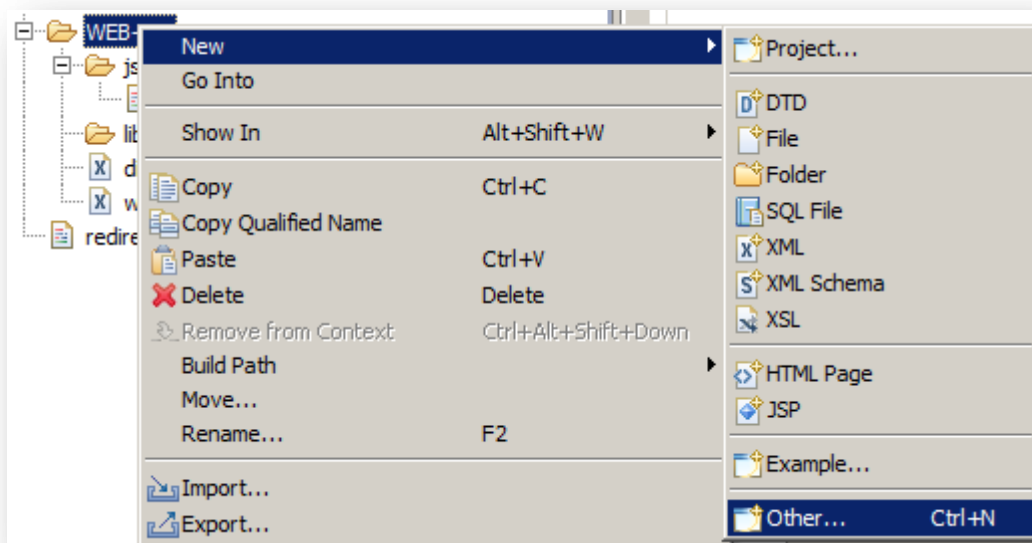 WEB-
js
lib
d
w
redire
New
Go Into
Show In Alt+Shift+W
Copy Ctrl+C
Copy Qualified Name
Paste Ctrl+V
Delete Delete
Remove from Context Ctrl+Alt+Shift+Down
Build Path
Move...
Rename... F2
Import...
Export...
Project...
DTD
File
Folder
SQL File
XML
XML Schema
XSL
HTML Page
JSP
Example...
Other... Ctrl+N